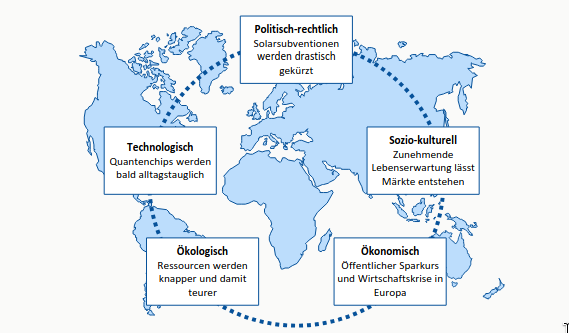 Politisch-rechtlich
Solarsubventionen
werden drastisch
gekürzt
Technologisch
Quantenchips werden
bald alltagstauglich
Sozio-kulturell
Zunehmende
Lebenserwartung lässt
Märkte entstehen
Ökologisch
Ressourcen werden
knapper und damit
teurer
Ökonomisch
Öffentlicher Sparkurs
und Wirtschaftskrise in
Europa